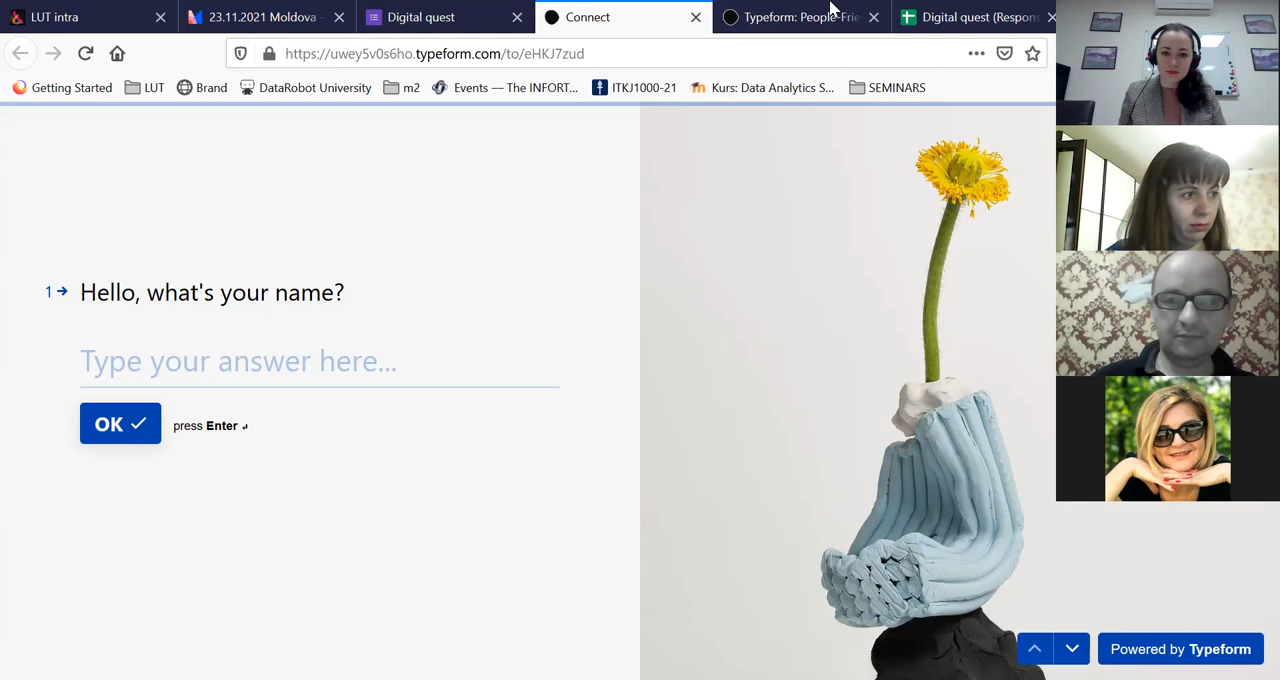 LUT intra
23.11.2021 Moldova -
Digital quest
Connect
Typeform: People-Frie
Digital quest (Respons
https://uwey5v0s6ho.typeform.com/to/eHKJ7zud
Getting Started
LUT
Brand
DataRobot University
m2
Events — The INFORT...
ITKJ1000-21
Kurs: Data Analytics S...
SEMINARS
1
Hello, what's your name?
Type your answer here...
OK
press Enter ↵
Powered by Typeform